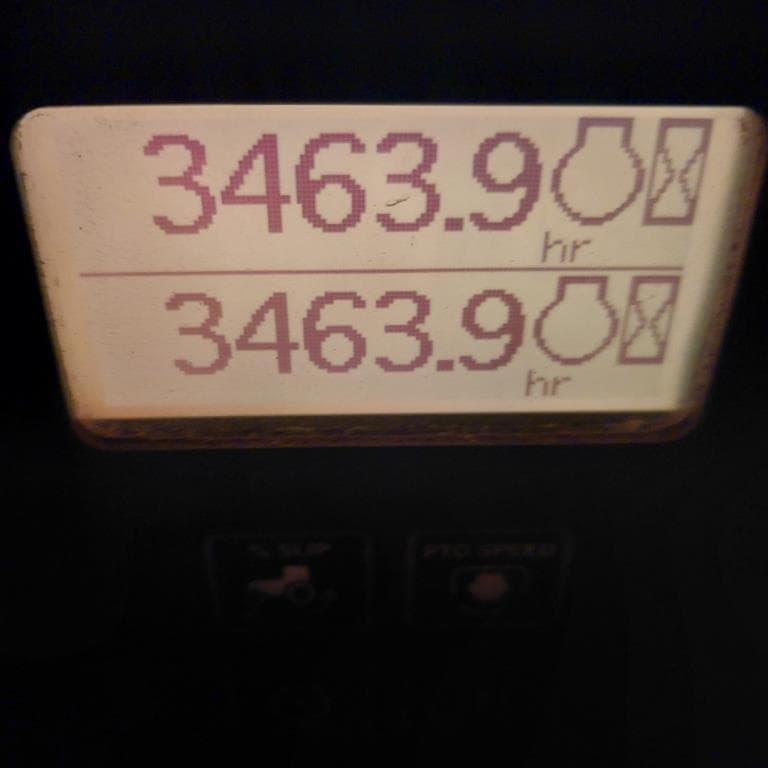 3463.9
hr
3463.9
hr
% SLIP
PTO SPEED